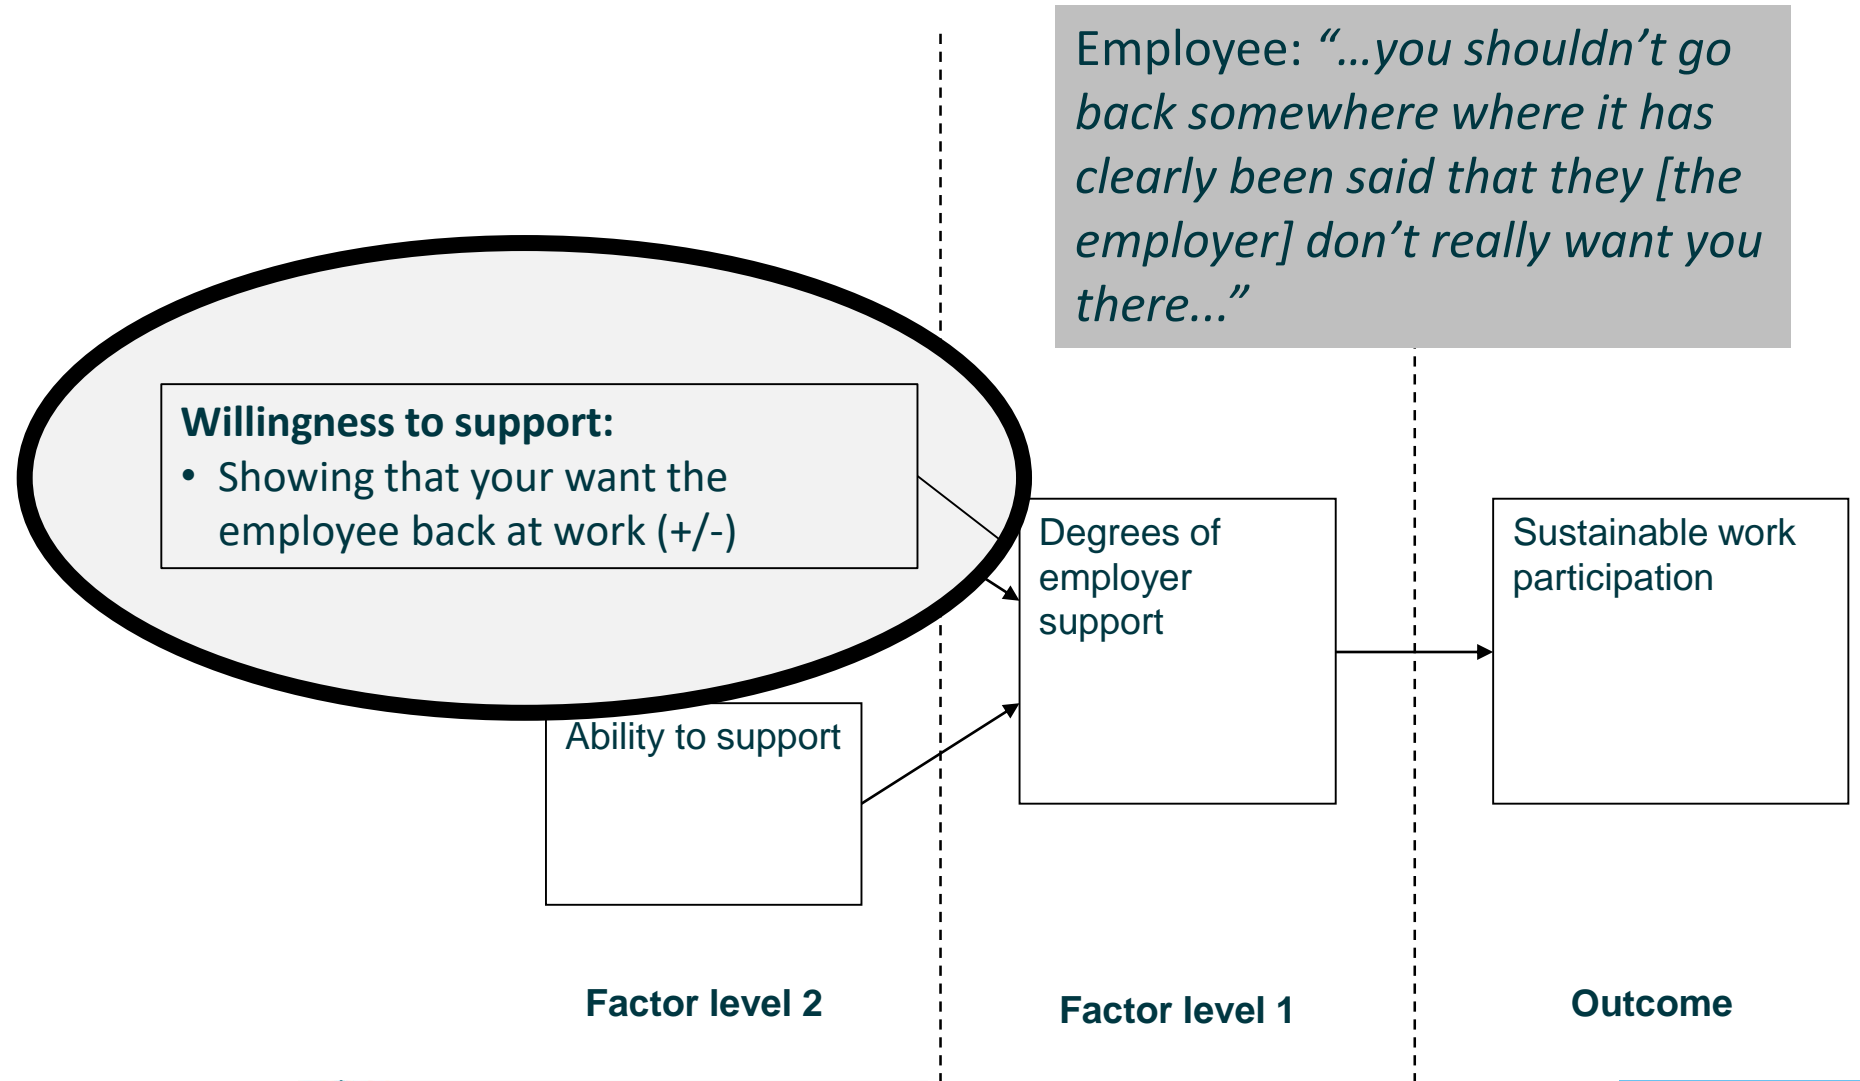 Employee: “…you shouldn’t go
back somewhere where it has
clearly been said that they [the
employer] don’t really want you
there...”
Willingness to support:
• Showing that your want the
employee back at work (+/-)
Degrees of
employer
support
Sustainable work
participation
Ability to support
Factor level 2
Factor level 1
Outcome